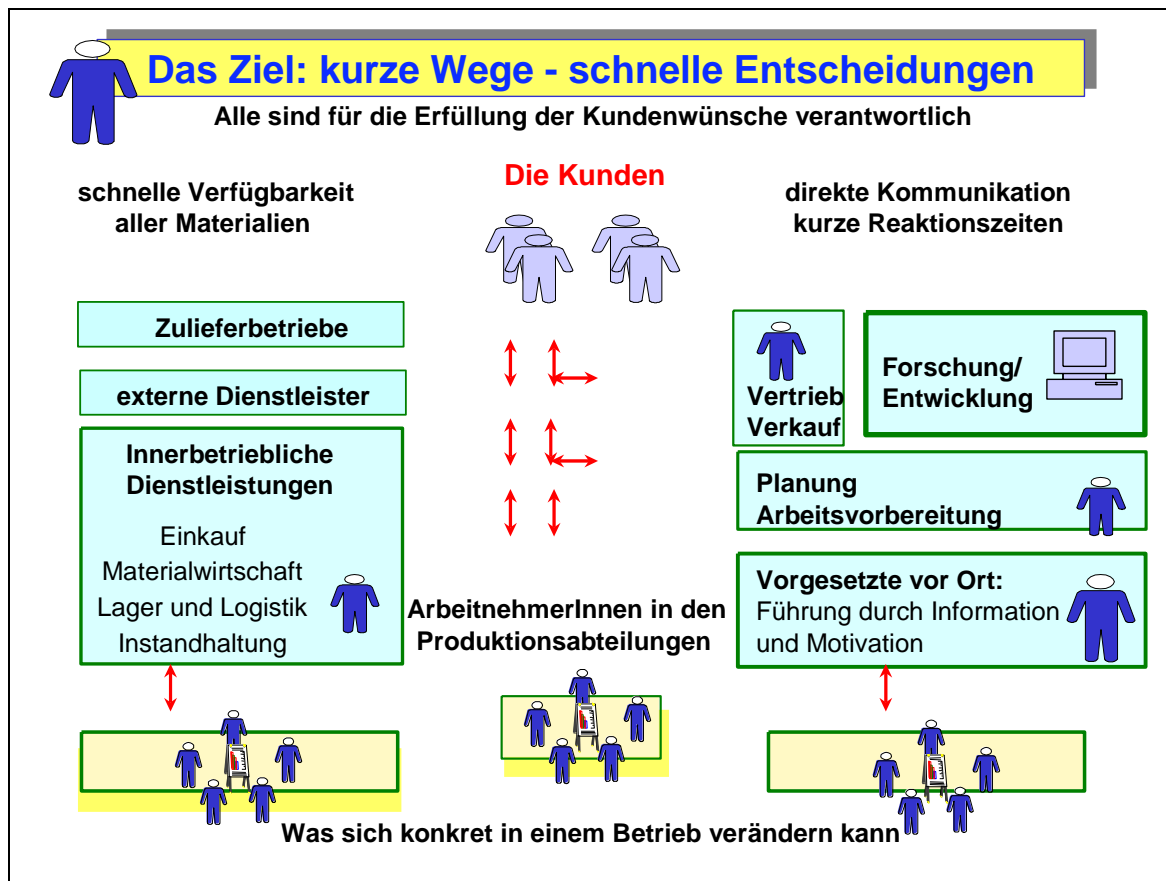 Das Ziel: kurze Wege - schnelle Entscheidungen
Alle sind für die Erfüllung der Kundenwünsche verantwortlich
schnelle Verfügbarkeit
aller Materialien
Die Kunden
direkte Kommunikation
kurze Reaktionszeiten
Zulieferbetriebe
externe Dienstleister
Innerbetriebliche
Dienstleistungen
Einkauf
Materialwirtschaft
Lager und Logistik
Instandhaltung
Vertrieb
Verkauf
Forschung/
Entwicklung
Planung
Arbeitsvorbereitung
Vorgesetzte vor Ort:
Führung durch Information
und Motivation
ArbeitnehmerInnen in den
Produktionsabteilungen
Was sich konkret in einem Betrieb verändern kann